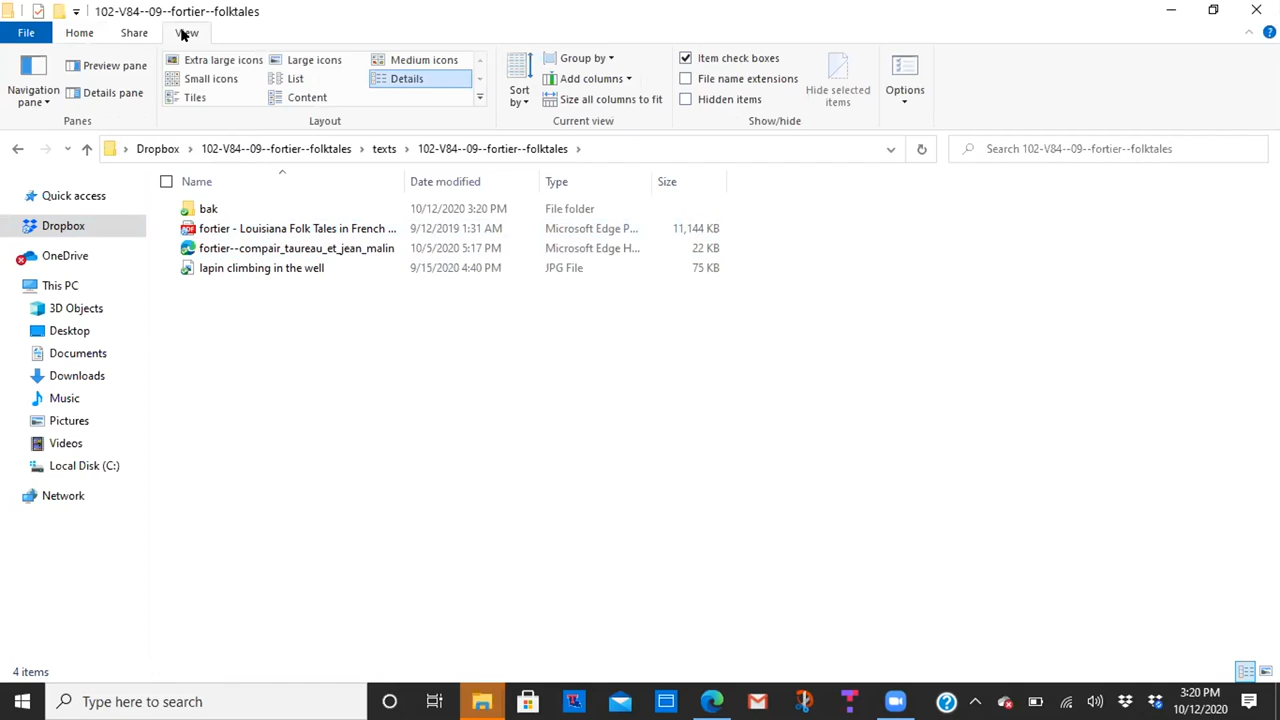 102-V84--09--fortier--folktales
File
Home
Share
View
Navigation pane
Preview pane
Details pane
Panes
Extra large icons
Large icons
Medium icons
Small icons
List
Details
Tiles
Content
Layout
Sort by
Group by
Add columns
Size all columns to fit
Current view
Item check boxes
File name extensions
Hidden items
Hide selected items
Show/hide
Options
Dropbox > 102-V84--09--fortier--folktales > texts > 102-V84--09--fortier--folktales >
Search 102-V84--09--fortier--folktales
Name Date modified Type Size
bak 10/12/2020 3:20 PM File folder
fortier - Louisiana Folk Tales in French ... 9/12/2019 1:31 AM Microsoft Edge P... 11,144 KB
fortier--compair_taureau_et_jean_malin 10/5/2020 5:17 PM Microsoft Edge H... 22 KB
lapin climbing in the well 9/15/2020 4:40 PM JPG File 75 KB
Quick access
Dropbox
OneDrive
This PC
3D Objects
Desktop
Documents
Downloads
Music
Pictures
Videos
Local Disk (C:)
Network
4 items
Type here to search
3:20 PM
10/12/2020